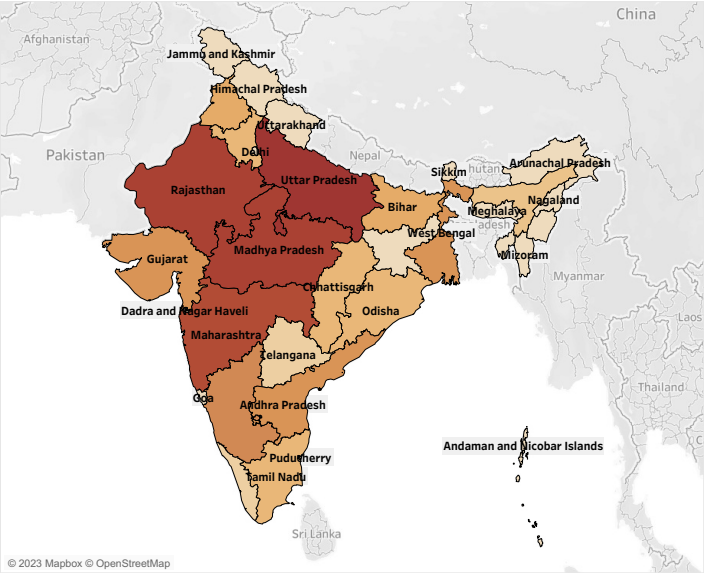 China
Afghanistan
Jammu and Kashmir
Himachal Pradesh
Uttarakhand
Delhi
Pakistan
Nepal
Sikkim
hutan
Arunachal Pradesh
Rajasthan
Uttar Pradesh
Bihar
Nagaland
Meghalaya
adesh
West Bengal
Madhya Pradesh
Gujarat
Mizoram
Myanmar
Chhattisgarh
Dadra and Nagar Haveli
Odisha
Laos
Maharashtra
Telangana
Thailand
Goa
Andhra Pradesh
Andaman and Nicobar Islands
Puducherry
Tamil Nadu
Sri Lanka
© 2023 Mapbox © OpenStreetMap